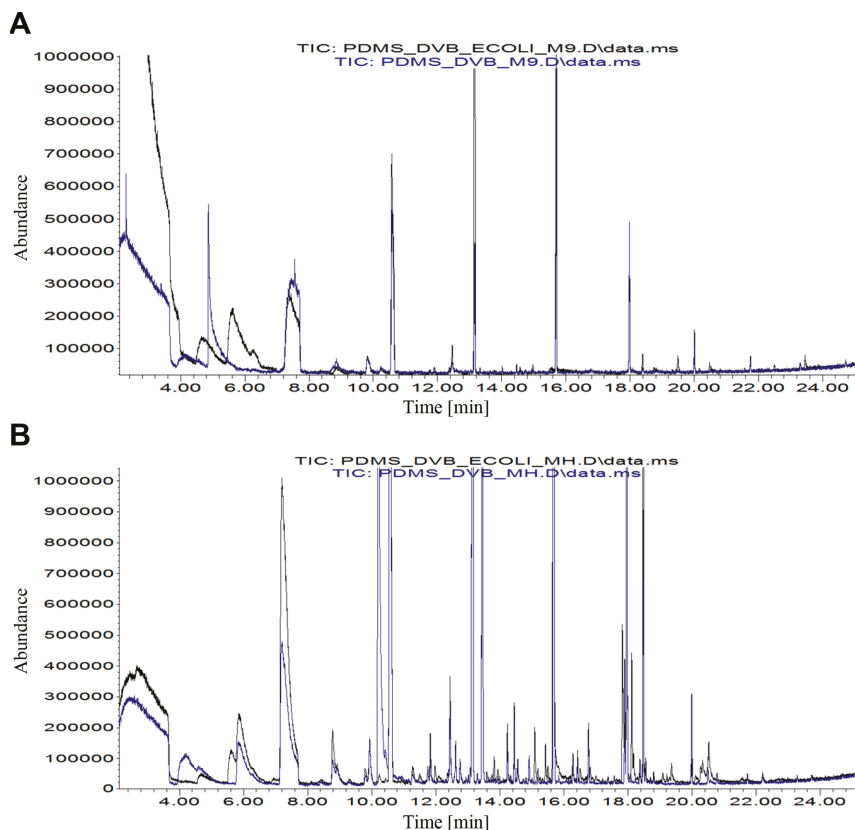 A
TIC: PDMS_DVB_ECOLI_M9.D\data.ms
TIC: PDMS_DVB_M9.D\data.ms
1000000
900000
800000
700000
600000
500000
400000
300000
200000
100000
Abundance
4.00 6.00 8.00 10.00 12.00 14.00 16.00 18.00 20.00 22.00 24.00
Time [min]
B
TIC: PDMS_DVB_ECOLI_MH.D\data.ms
TIC: PDMS_DVB_MH.D\data.ms
1000000
900000
800000
700000
600000
500000
400000
300000
200000
100000
0
Abundance
4.00 6.00 8.00 10.00 12.00 14.00 16.00 18.00 20.00 22.00 24.00
Time [min]